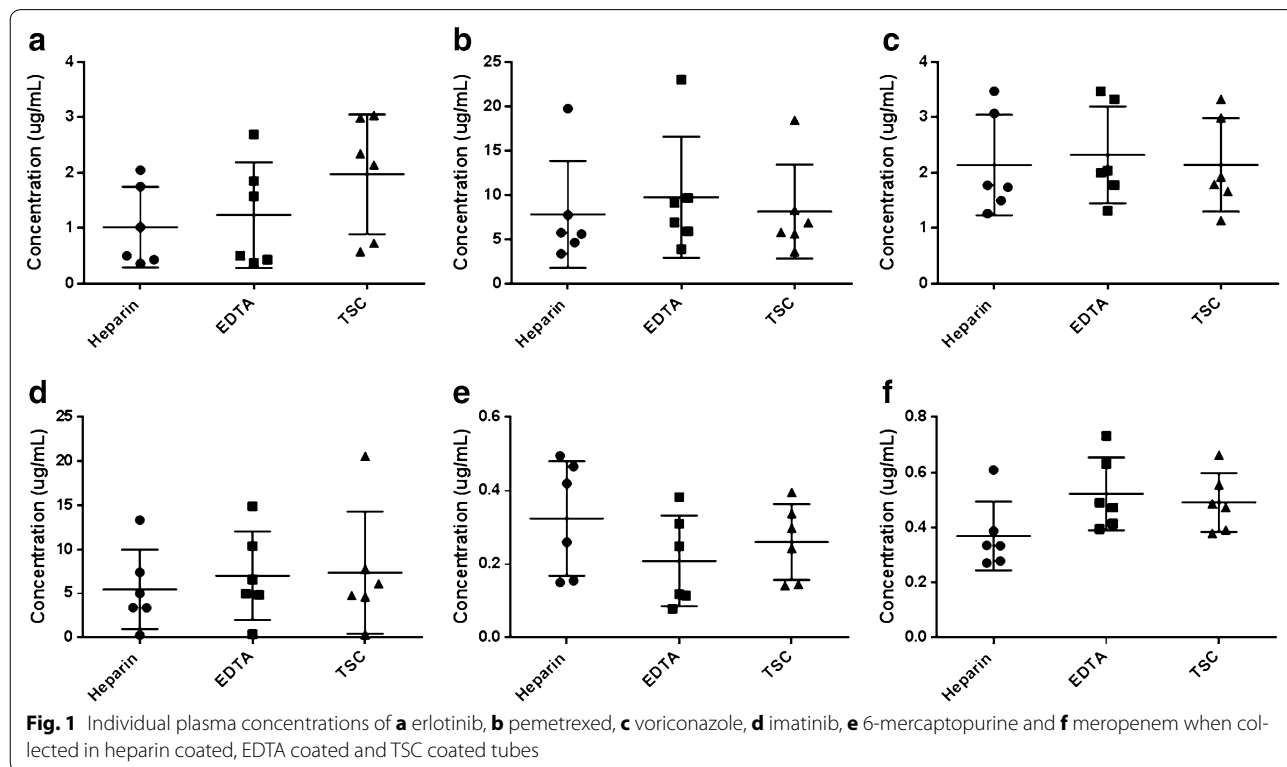 a
b
c
Concentration (ug/mL)
4
3
2
1
0
Heparin
EDTA
TSC
Concentration (ug/mL)
25
20
15
10
5
0
Heparin
EDTA
TSC
Concentration (ug/mL)
4
3
2
1
0
Heparin
EDTA
TSC
d
e
f
Concentration (ug/mL)
25
20
15
10
5
0
Heparin
EDTA
TSC
Concentration (ug/mL)
0.6
0.4
0.2
0.0
Heparin
EDTA
TSC
Concentration (ug/mL)
0.8
0.6
0.4
0.2
0.0
Heparin
EDTA
TSC
Fig. 1 Individual plasma concentrations of a erlotinib, b pemetrexed, c voriconazole, d imatinib, e 6-mercaptopurine and f meropenem when col-
lected in heparin coated, EDTA coated and TSC coated tubes